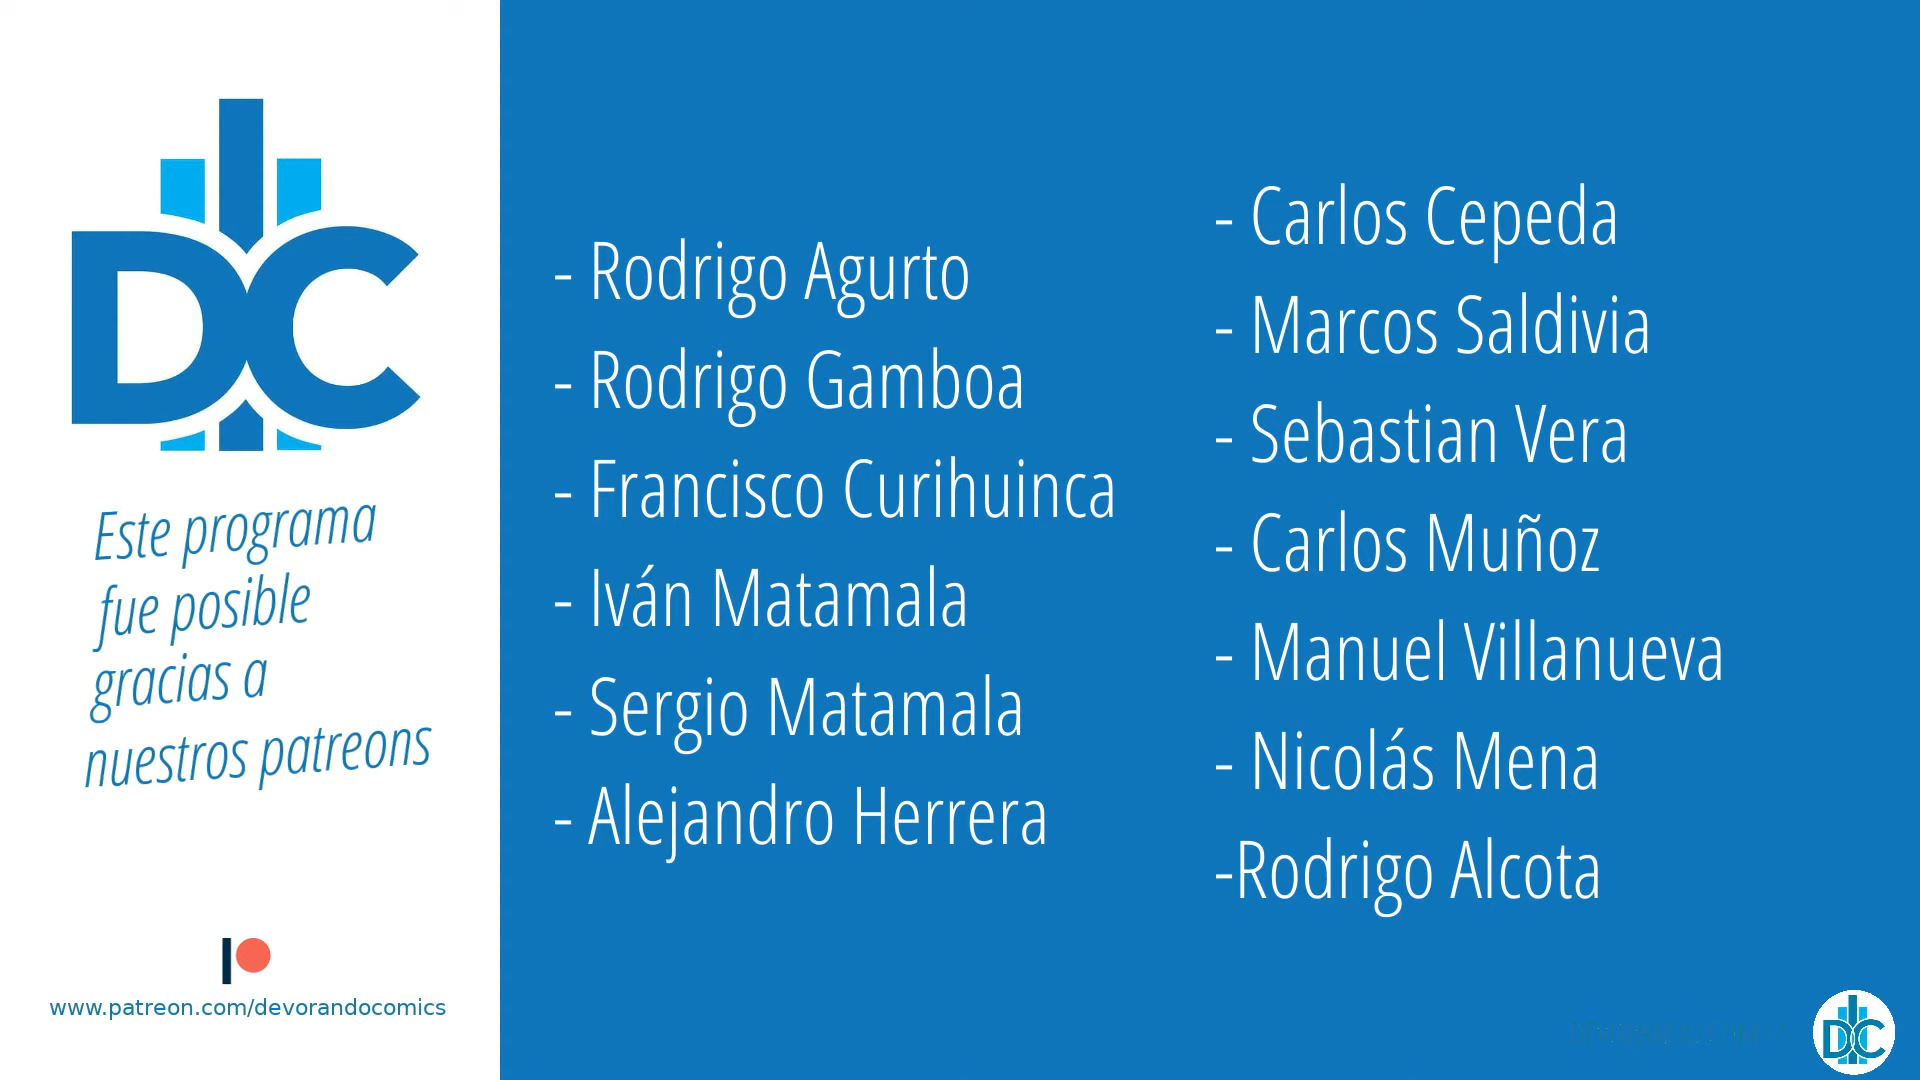 DC
Este programa
fue posible
gracias a
nuestros patreons
www.patreon.com/devorandocomics
- Rodrigo Agurto
- Rodrigo Gamboa
- Francisco Curihuinca
- Iván Matamala
- Sergio Matamala
- Alejandro Herrera
- Carlos Cepeda
- Marcos Saldivia
- Sebastian Vera
- Carlos Muñoz
- Manuel Villanueva
- Nicolás Mena
-Rodrigo Alcota
DC